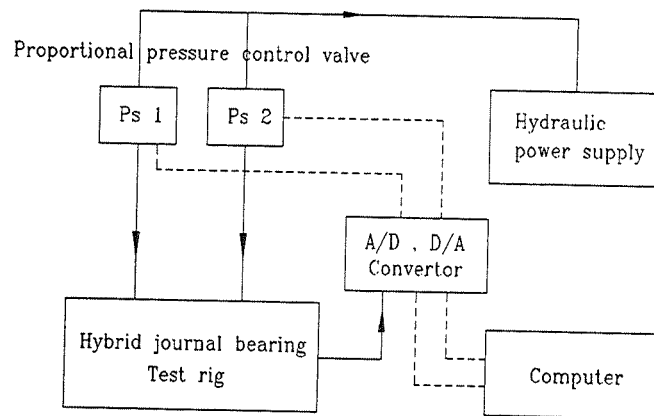 Proportional pressure control valve
Ps 1
Ps 2
Hydraulic
power supply
A/D , D/A
Convertor
Hybrid journal bearing
Test rig
Computer